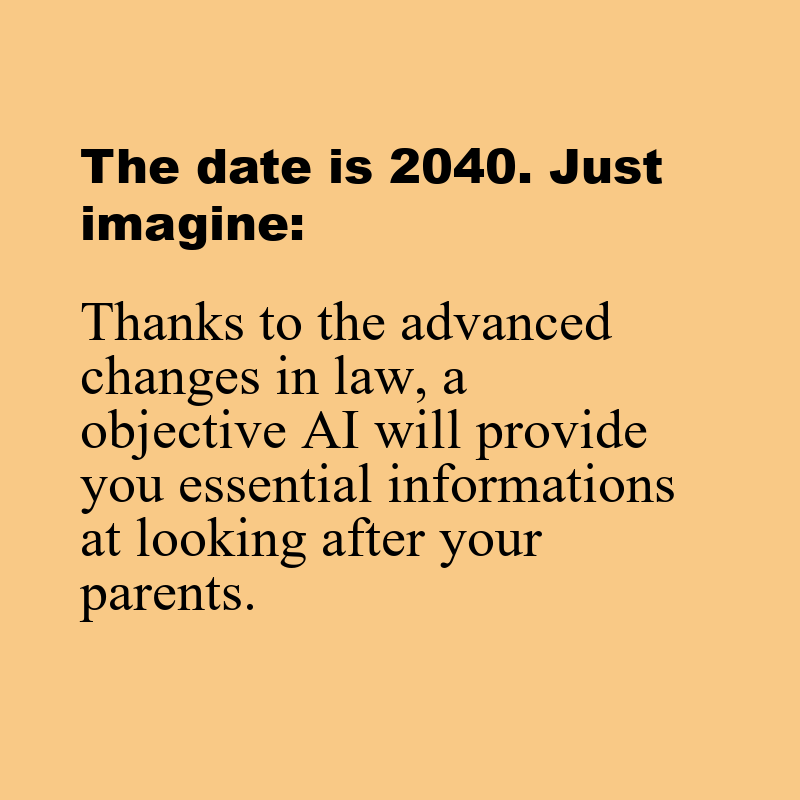 The date is 2040. Just
imagine:
Thanks to the advanced
changes in law, a
objective AI will provide
you essential informations
at looking after your
parents.